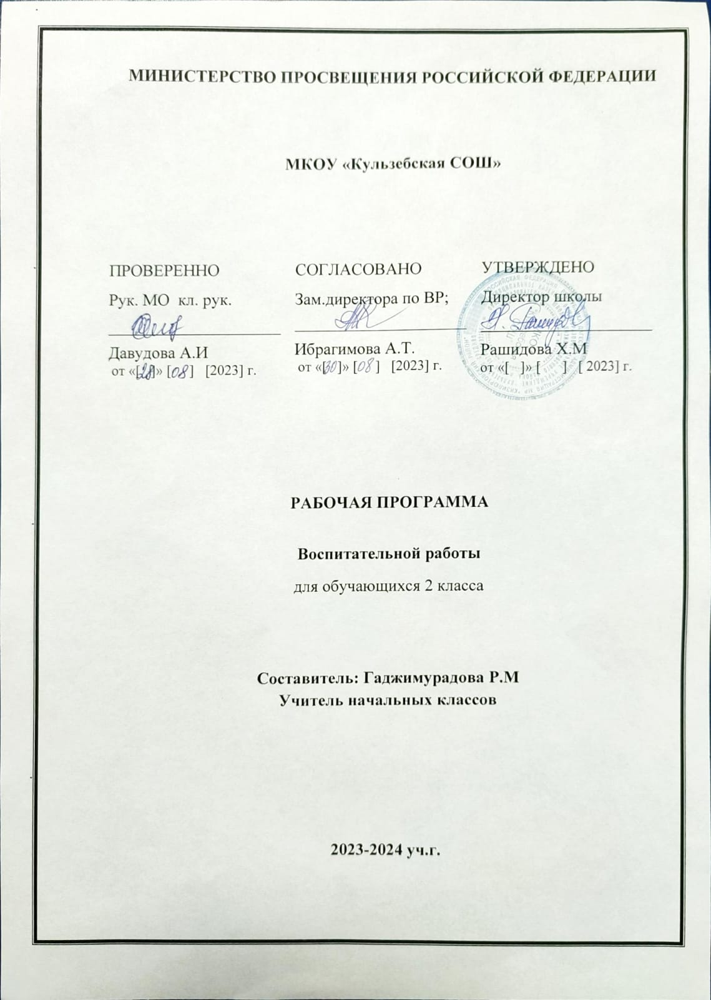 МИНИСТЕРСТВО ПРОСВЕЩЕНИЯ РОССИЙСКОЙ ФЕДЕРАЦИИ
МКОУ «Кульзебская СОШ»
ПРОВЕРЕННО
Рук. МО кл. рук.
Давудова А.И
от «[28]» [08] [2023] г.
СОГЛАСОВАНО
Зам.директора по ВР;
Ибрагимова А.Т.
от «[30]» [08] [2023] г.
УТВЕРЖДЕНО
Директор школы
Рашидова Х.М
от «[ ]» [ ] [ 2023] г.
РАБОЧАЯ ПРОГРАММА
Воспитательной работы
для обучающихся 2 класса
Составитель: Гаджимурадова Р.М
Учитель начальных классов
2023-2024 уч.г.